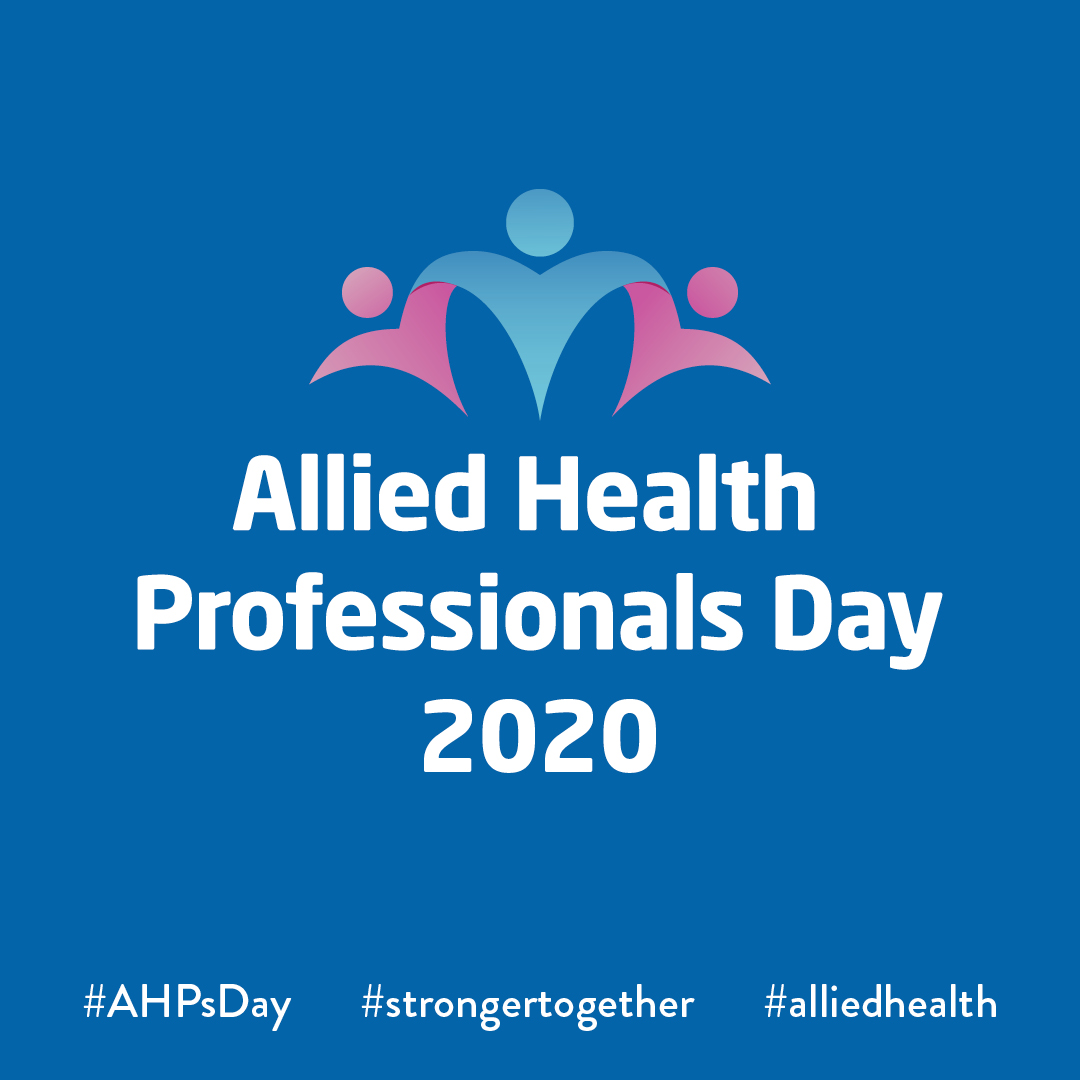 Allied Health
Professionals Day
2020
#AHPsDay #strongertogether #alliedhealth